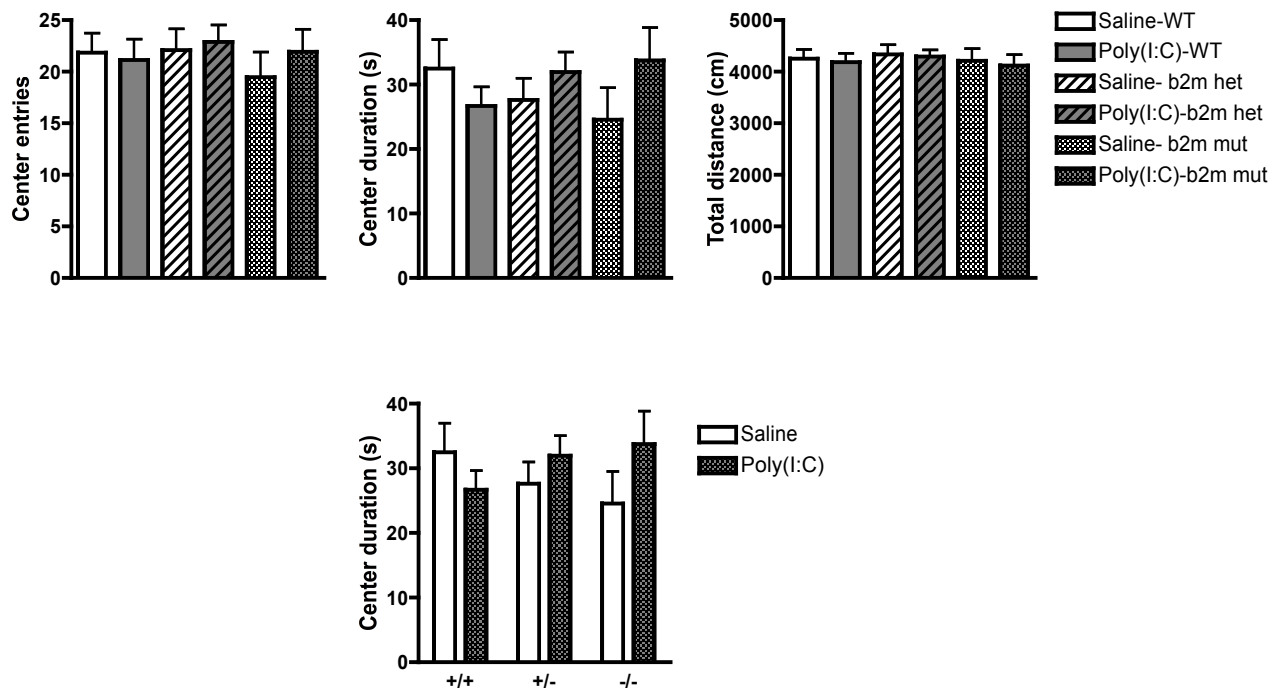 Center entries
25
20
15
10
5
0
Center duration (s)
40
30
20
10
0
Total distance (cm)
5000
4000
3000
2000
1000
0
Saline-WT
Poly(I:C)-WT
Saline- b2m het
Poly(I:C)-b2m het
Saline- b2m mut
Poly(I:C)-b2m mut
Center duration (s)
40
30
20
10
0
+/+ +/- -/-
Saline
Poly(I:C)